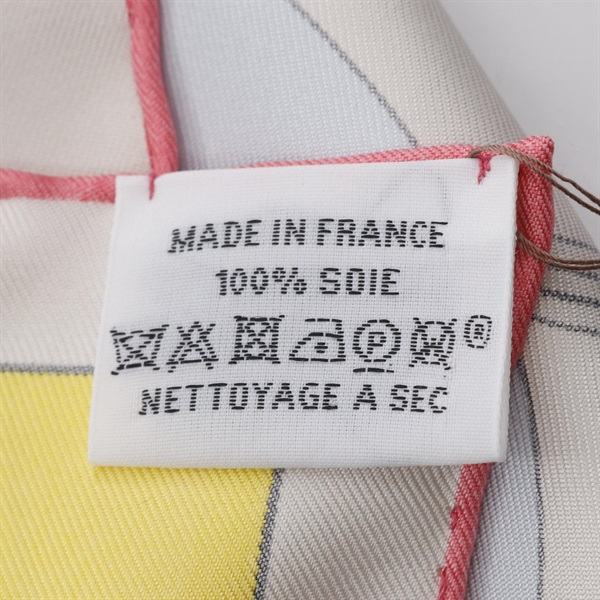 MADE IN FRANCE
100% SOIE
P ®
NETTOYAGE A SEC